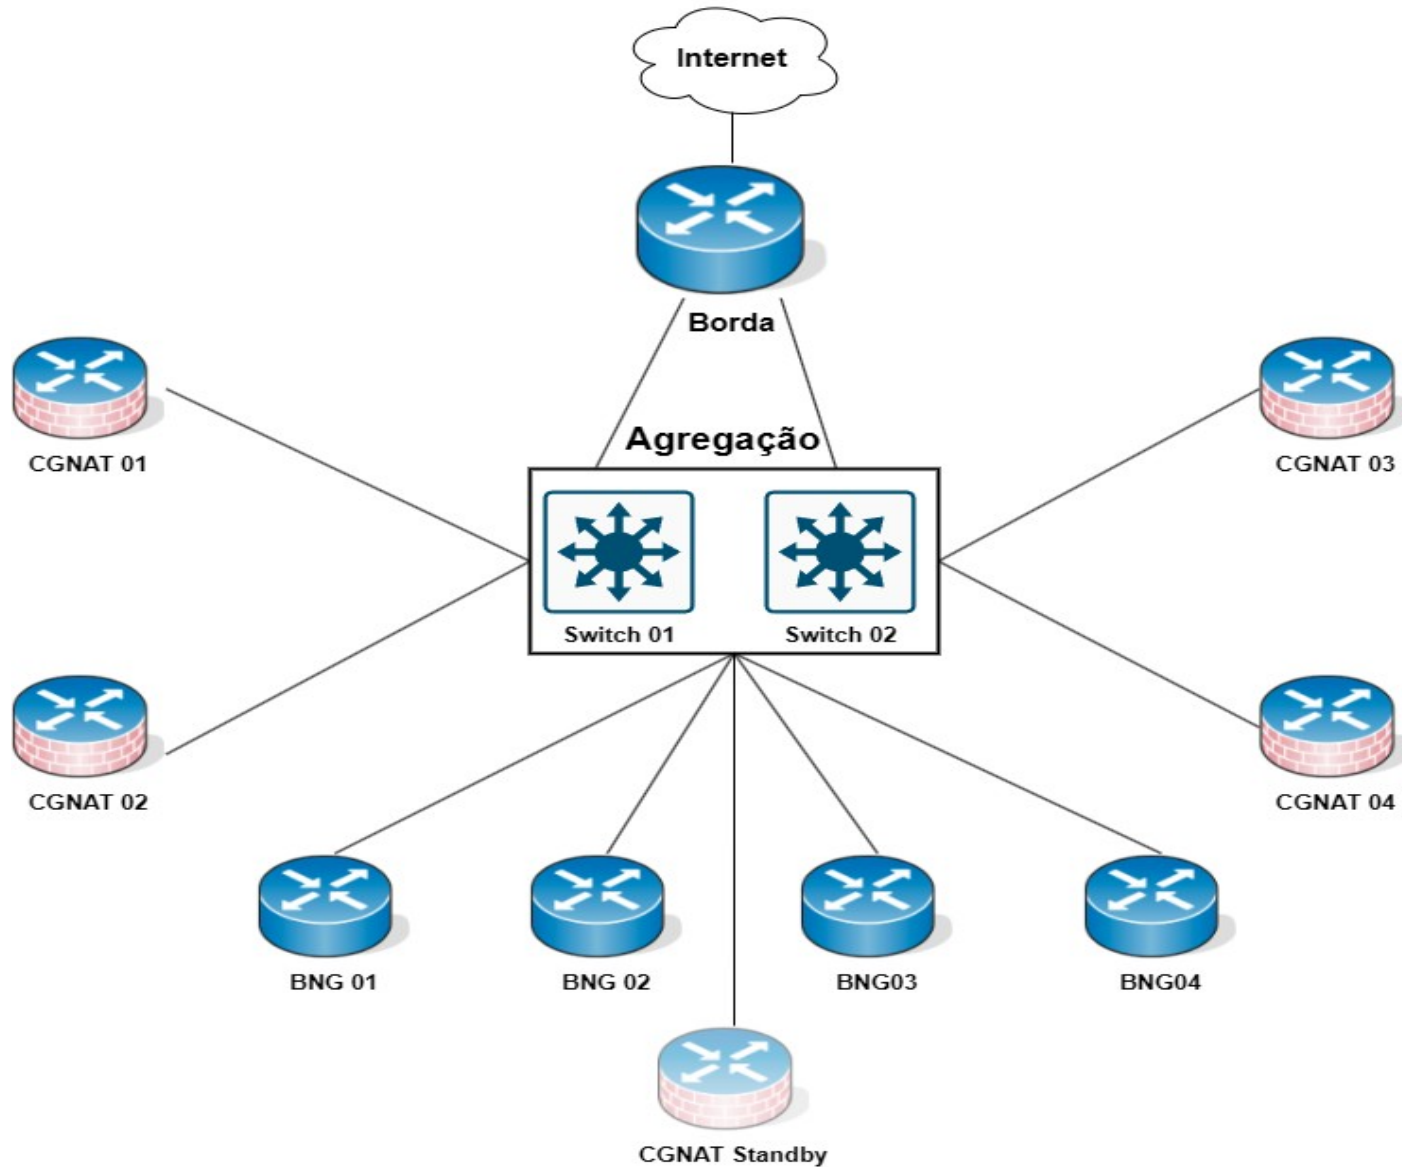 Internet
Borda
CGNAT 01
CGNAT 03
Agregação
Switch 01
Switch 02
CGNAT 02
CGNAT 04
BNG 01
BNG 02
BNG03
BNG04
CGNAT Standby